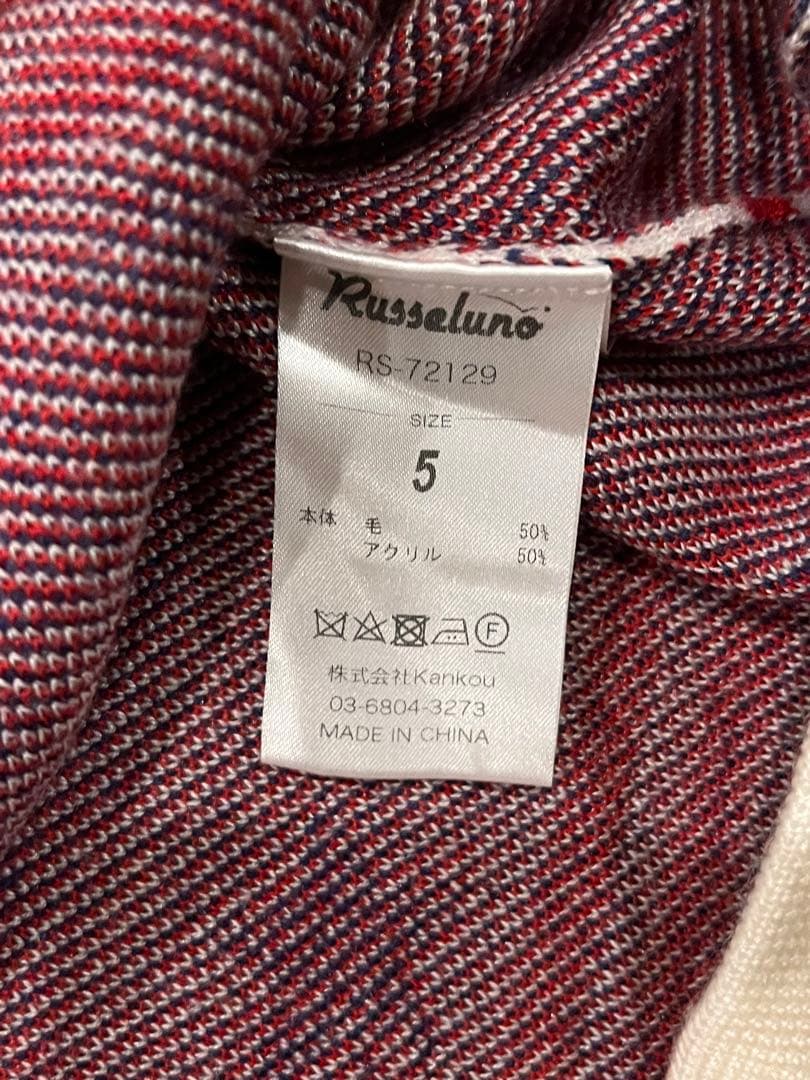 Russeluno
RS-72129
SIZE
5
本体 毛 50%
アクリル 50%
F
株式会社Kankou
03-6804-3273
MADE IN CHINA